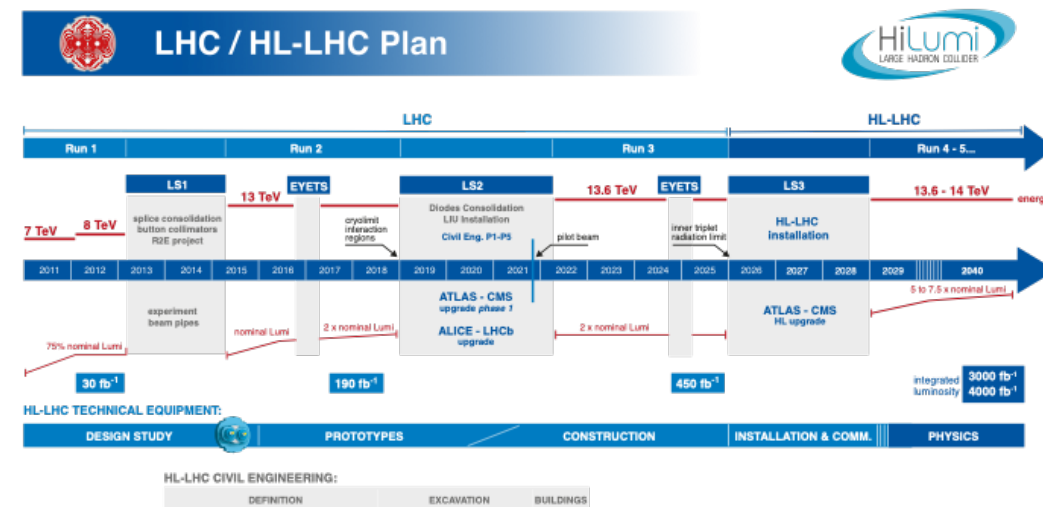 LHC / HL-LHC Plan
HiLumi
LARGE HADRON COLLIDER
LHC
HL-LHC
Run 1
Run 2
Run 3
Run 4 - 5...
LS1
EYETS
LS2
EYETS
LS3
7 TeV
8 TeV
13 TeV
13.6 TeV
13.6 - 14 TeV
energ
splice consolidation
button collimators
R2E project
cryolimit
interaction
regions
Diodes Consolidation
LIU Installation
Civil Eng. P1-P5
pilot beam
inner triplet
radiation limit
HL-LHC
installation
2011 2012 2013 2014 2015 2016 2017 2018 2019 2020 2021 2022 2023 2024 2025 2026 2027 2028 2029 2040
5 to 7.5 x nominal Lumi
experiment
beam pipes
ATLAS - CMS
upgrade phase 1
ALICE - LHCb
upgrade
ATLAS - CMS
HL upgrade
75% nominal Lumi
nominal Lumi
2 x nominal Lumi
2 x nominal Lumi
30 fb⁻¹
190 fb⁻¹
450 fb⁻¹
integrated
luminosity
3000 fb⁻¹
4000 fb⁻¹
HL-LHC TECHNICAL EQUIPMENT:
DESIGN STUDY
PROTOTYPES
CONSTRUCTION
INSTALLATION & COMM.
PHYSICS
HL-LHC CIVIL ENGINEERING:
DEFINITION
EXCAVATION
BUILDINGS